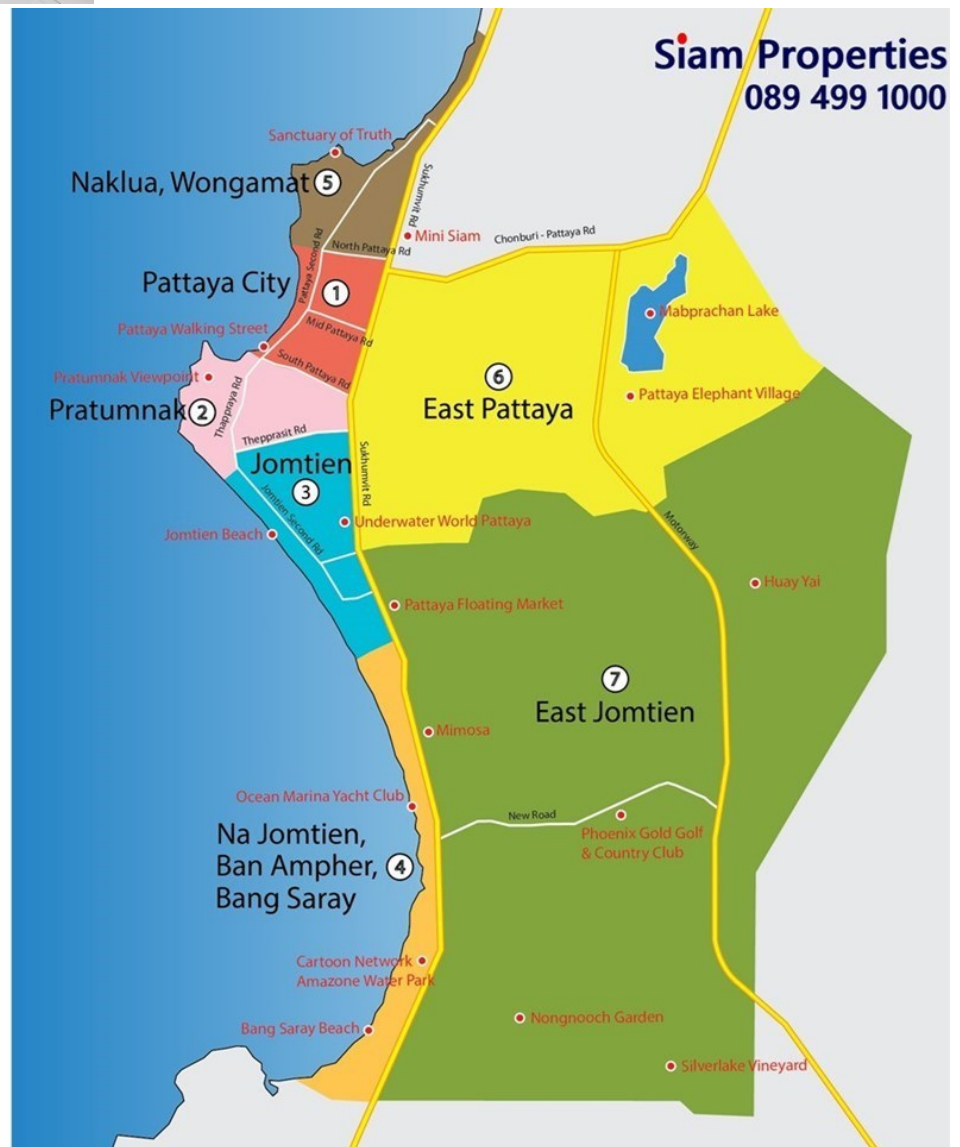 Siam Properties
089 499 1000
Sanctuary of Truth
Naklua, Wongamat 5
Sukhumvit Rd
Mini Siam
Chonburi - Pattaya Rd
North Pattaya Rd
Pattaya Second Rd
Pattaya City
1
Mabprachan Lake
Pattaya Walking Street
Mid Pattaya Rd
South Pattaya Rd
Pratumnak Viewpoint
Pratumnak 2
Thappraya Rd
6
East Pattaya
Pattaya Elephant Village
Thepprasit Rd
Jomtien
3
Sukhumvit Rd
Jomtien Second Rd
Underwater World Pattaya
Jomtien Beach
Motorway
Huay Yai
Pattaya Floating Market
7
East Jomtien
Mimosa
Ocean Marina Yacht Club
New Road
Phoenix Gold Golf
& Country Club
Na Jomtien,
Ban Ampher, 4
Bang Saray
Cartoon Network
Amazone Water Park
Bang Saray Beach
Nongnooch Garden
Silverlake Vineyard